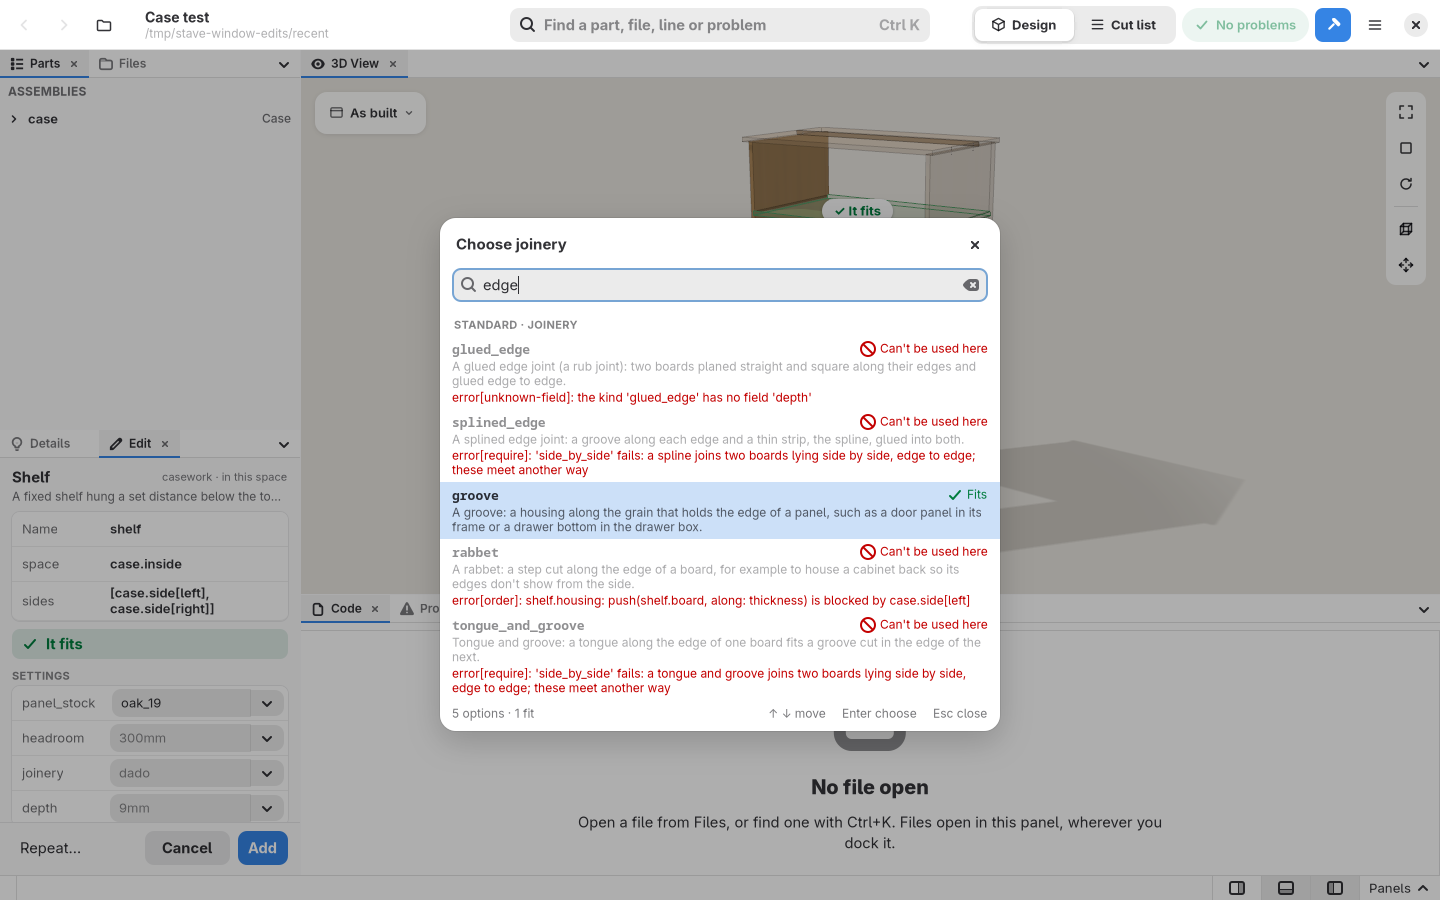 Case test
/tmp/stave-window-edits/recent
Find a part, file, line or problem
Ctrl K
Design
Cut list
No problems
Parts
Files
3D View
ASSEMBLIES
case
Case
As built
It fits
Choose joinery
edge
STANDARD · JOINERY
glued_edge
Can't be used here
A glued edge joint (a rub joint): two boards planed straight and square along their edges and
glued edge to edge.
error[unknown-field]: the kind 'glued_edge' has no field 'depth'
splined_edge
Can't be used here
A splined edge joint: a groove along each edge and a thin strip, the spline, glued into both.
error[require]: 'side_by_side' fails: a spline joins two boards lying side by side, edge to edge;
these meet another way
groove
Fits
A groove: a housing along the grain that holds the edge of a panel, such as a door panel in its
frame or a drawer bottom in the drawer box.
rabbet
Can't be used here
A rabbet: a step cut along the edge of a board, for example to house a cabinet back so its
edges don't show from the side.
error[order]: shelf.housing: push(shelf.board, along: thickness) is blocked by case.side[left]
tongue_and_groove
Can't be used here
Tongue and groove: a tongue along the edge of one board fits a groove cut in the edge of the
next.
error[require]: 'side_by_side' fails: a tongue and groove joins two boards lying side by side,
edge to edge; these meet another way
5 options · 1 fit
↑ ↓ move
Enter choose
Esc close
Details
Edit
Shelf
casework · in this space
A fixed shelf hung a set distance below the to...
Name
shelf
space
case.inside
sides
[case.side[left],
case.side[right]]
It fits
SETTINGS
panel_stock
oak_19
headroom
300mm
joinery
dado
depth
9mm
Repeat...
Cancel
Add
Code
Pro
No file open
Open a file from Files, or find one with Ctrl+K. Files open in this panel, wherever you
dock it.
Panels